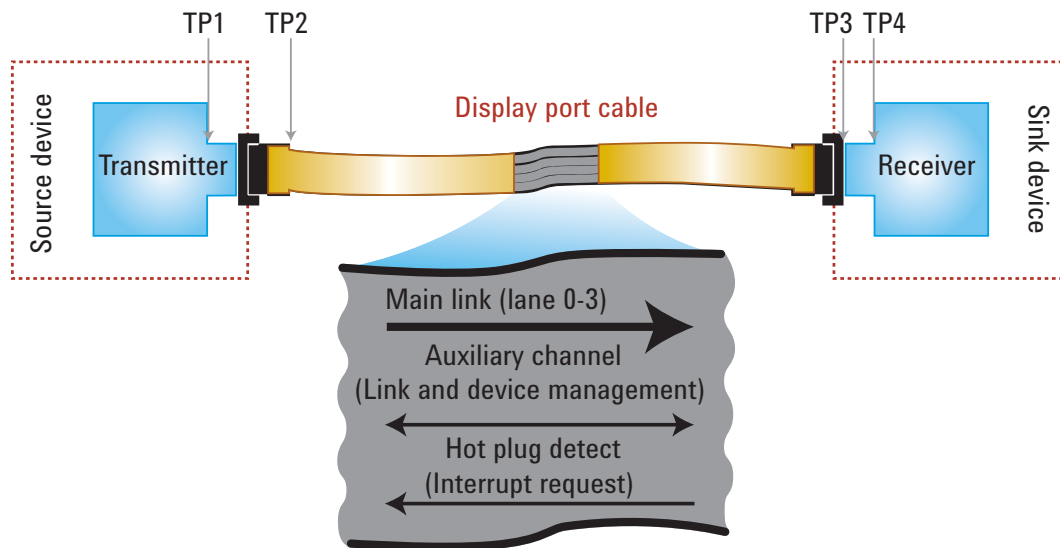 TP1
TP2
TP3
TP4
Display port cable
Source device
Transmitter
Receiver
Sink device
Main link (lane 0-3)
Auxiliary channel
(Link and device management)
Hot plug detect
(Interrupt request)